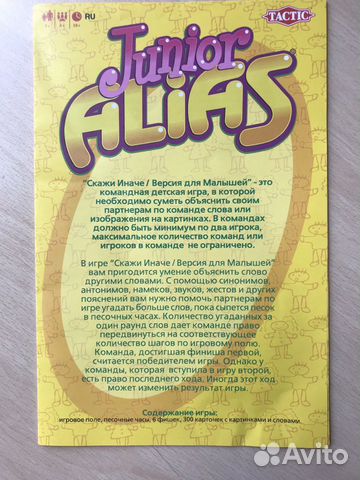 RU
TACTIC
Junior
ALIAS
"Скажи Иначе / Версия для Малышей" - это
командная детская игра, в которой
необходимо суметь объяснить своим
партнерам по команде слова или
изображения на картинках. В командах
должно быть минимум по два игрока,
максимальное количество команд или
игроков в команде не ограничено.
В игре "Скажи Иначе / Версия для Малышей"
вам пригодится умение объяснить слово
другими словами. С помощью синонимов,
антонимов, намеков, звуков, жестов и других
пояснений вам нужно помочь партнерам по
игре угадать больше слов, пока сыпется песок
в песочных часах. Количество угаданных за
один раунд слов дает команде право
передвинуться на соответствующее
количество шагов по игровому полю.
Команда, достигшая финиша первой,
считается победителем игры. Однако у
команды, которая вступила в игру второй,
есть право последнего хода. Иногда этот ход
может изменить результат игры.
Содержание игры:
игровое поле, песочные часы, 6 фишек, 300 карточек с картинками и словами.
Avito